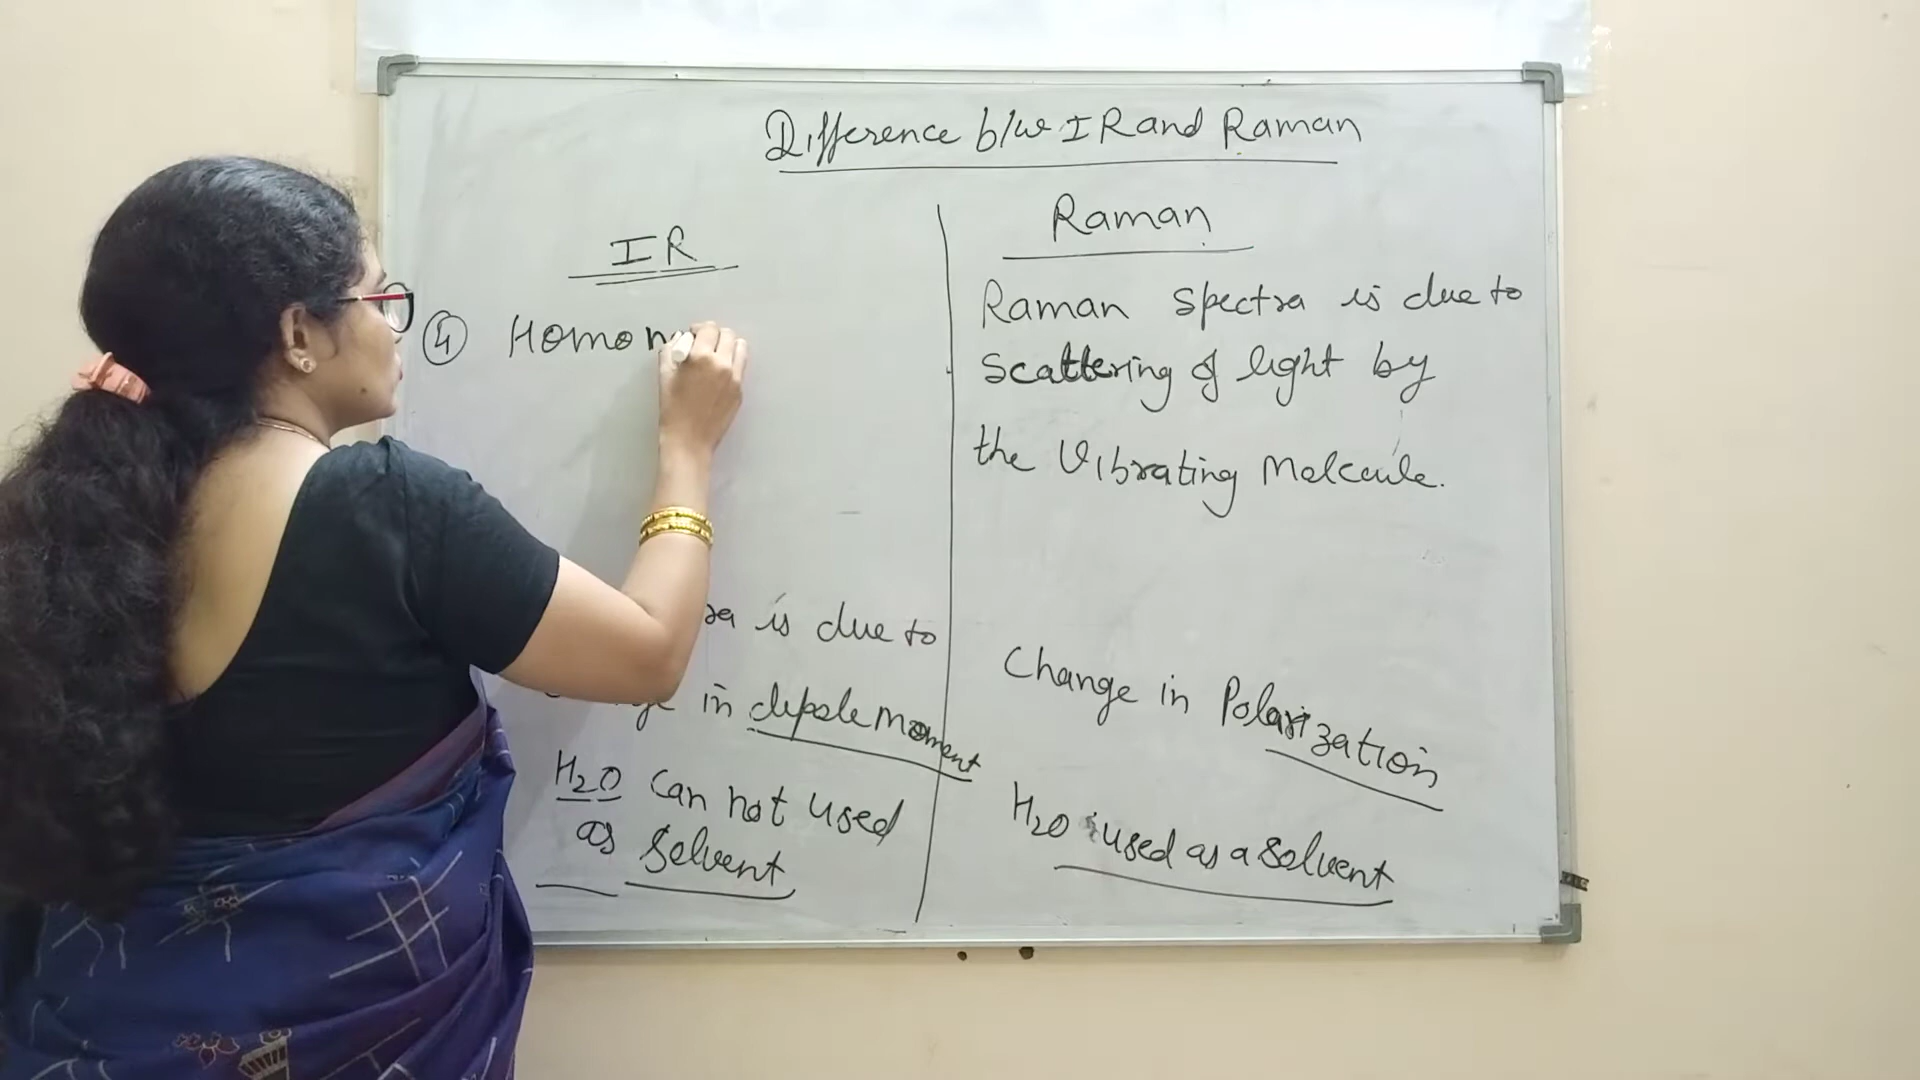 Difference b/w IR and Raman
IR
④ Homo
is due to
in dipole moment
H2O can not used
as Solvent
Raman
Raman Spectra is due to
Scattering of light by
the Vibrating Molecule.
Change in Polarization
H2O used as a Solvent